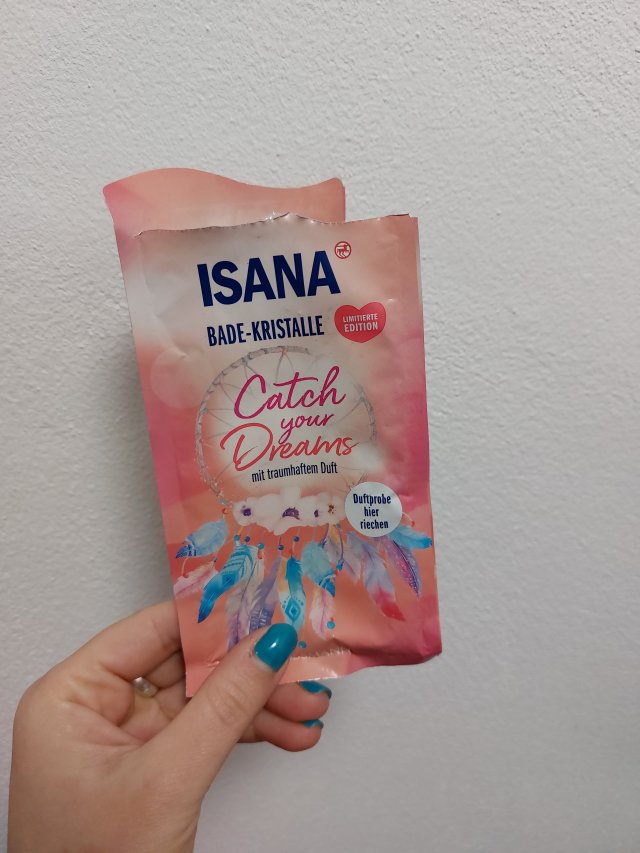 ISANA
BADE-KRISTALLE
LIMITIERTE
EDITION
Catch
your
Dreams
mit traumhaftem Duft
Duftprobe
hier
riechen